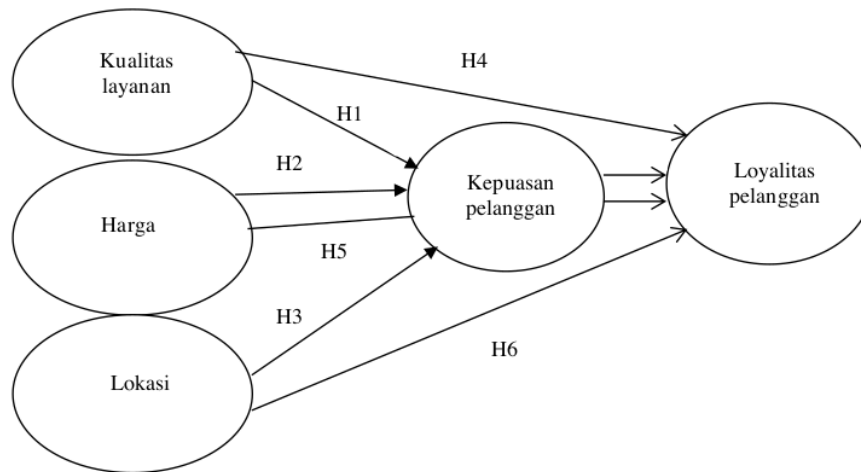 Kualitas
layanan
H4
H1
H2
Kepuasan
pelanggan
Loyalitas
pelanggan
Harga
H5
H3
H6
Lokasi